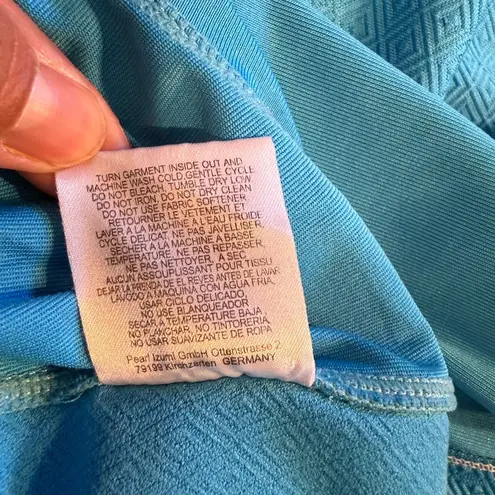 TURN GARMENT INSIDE OUT AND
MACHINE WASH COLD, GENTLE CYCLE
DO NOT BLEACH, TUMBLE DRY LOW
DO NOT IRON, DO NOT DRY CLEAN
DO NOT USE FABRIC SOFTENER
RETOURNER LE VETEMENT ET
LAVER À LA MACHINE À L'EAU FROIDE
CYCLE DELICAT, NE PAS JAVELLISER
SECULER A LA MACHINE A BASSE
TEMPERATURE, NE PAS REPASSER,
NE PAS NETTOYER, A SEC
AUCUN ASSOUPLISSANT POUR TISSU
DE LA PRENDA DE EL REVES ANTES DE LAVAR
LAVADO A MAQUINA CON AGUA FRIA,
USAR CICLO DELICADO,
NO USE BLANQUEADOR
SECAR A TEMPERATURE BAJA,
NO PLANCHAR, NO TINTORERIA
NO USAR SUAVIZANTE DE ROPA
Pearl Izumi GmbH Ottenstrasse 2
79199 Kirchzarten GERMANY